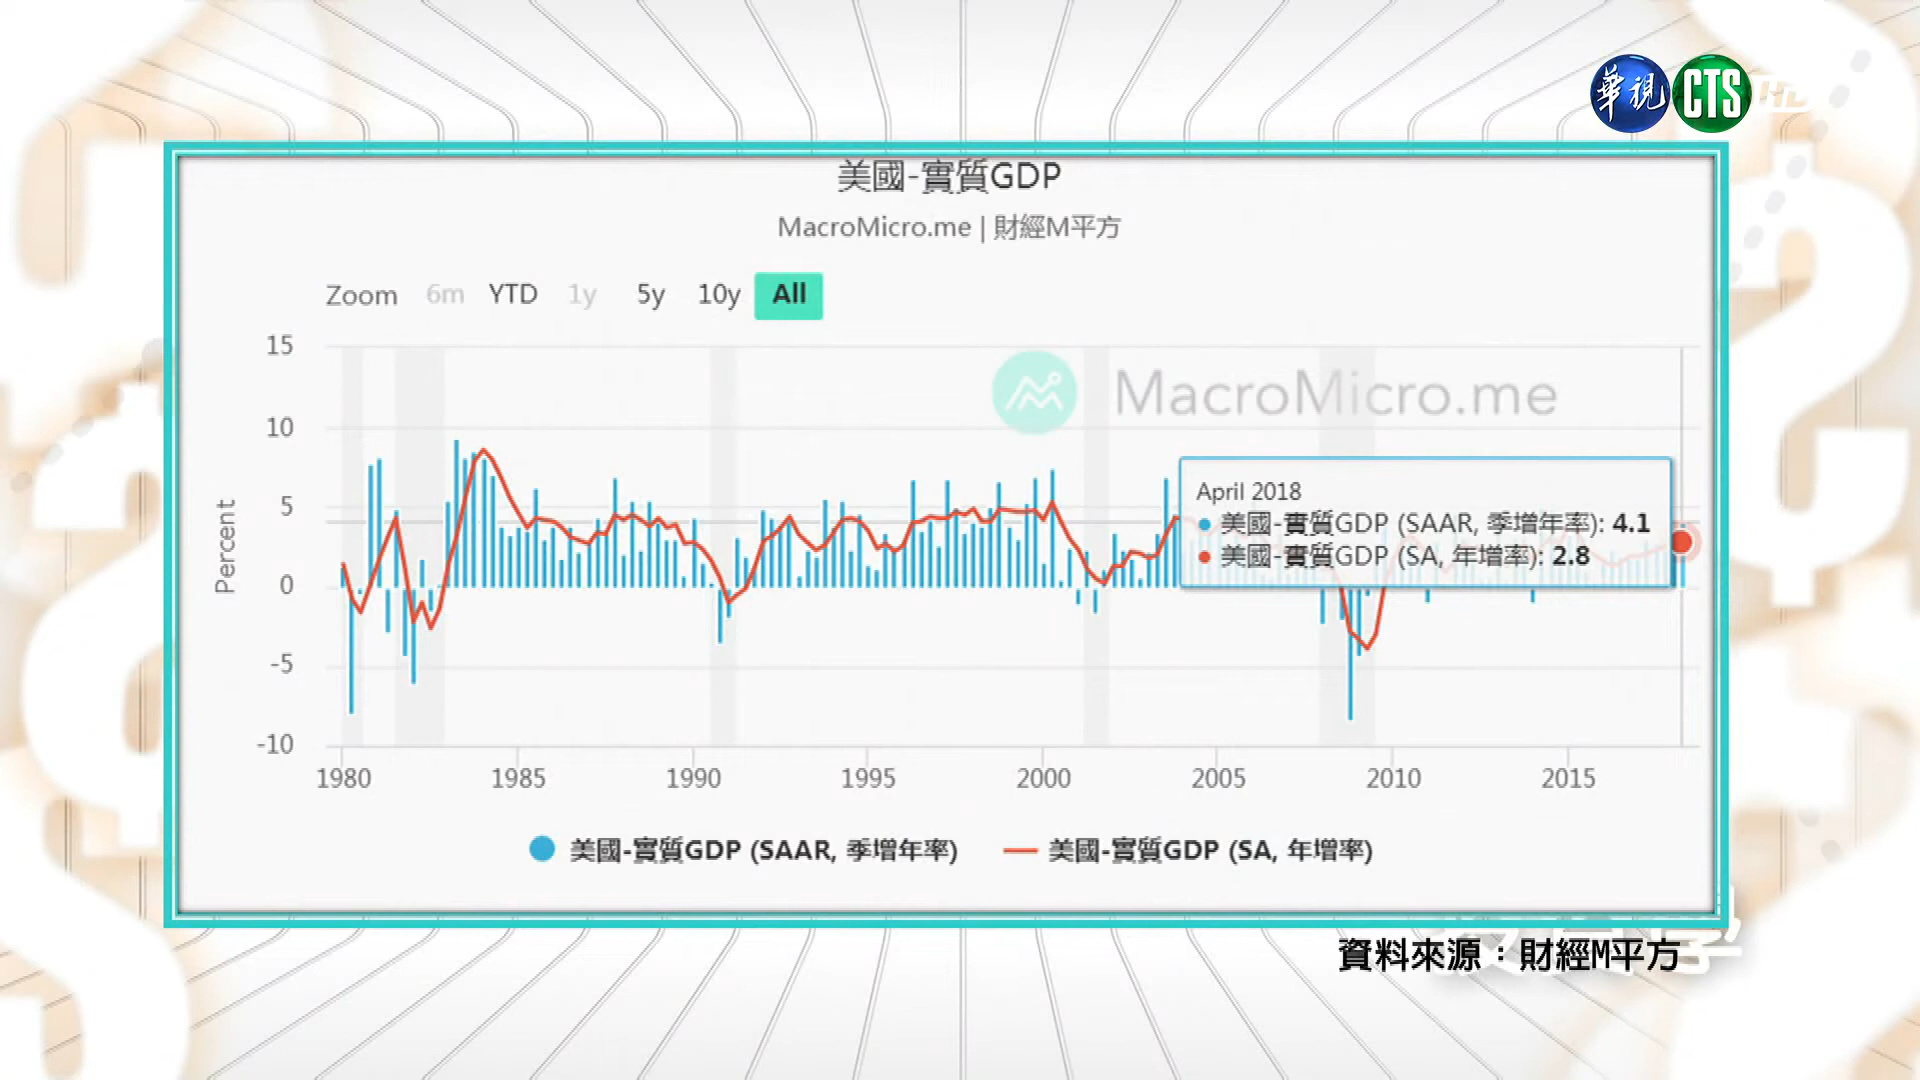 華視 CTS HD
美國-實質GDP
MacroMicro.me | 財經M平方
Zoom 6m YTD 1y 5y 10y All
MacroMicro.me
15
10
5
0
-5
-10
Percent
April 2018
美國-實質GDP (SAAR, 季增年率): 4.1
美國-實質GDP (SA, 年增率): 2.8
1980 1985 1990 1995 2000 2005 2010 2015
美國-實質GDP (SAAR, 季增年率) 美國-實質GDP (SA, 年增率)
資料來源：財經M平方